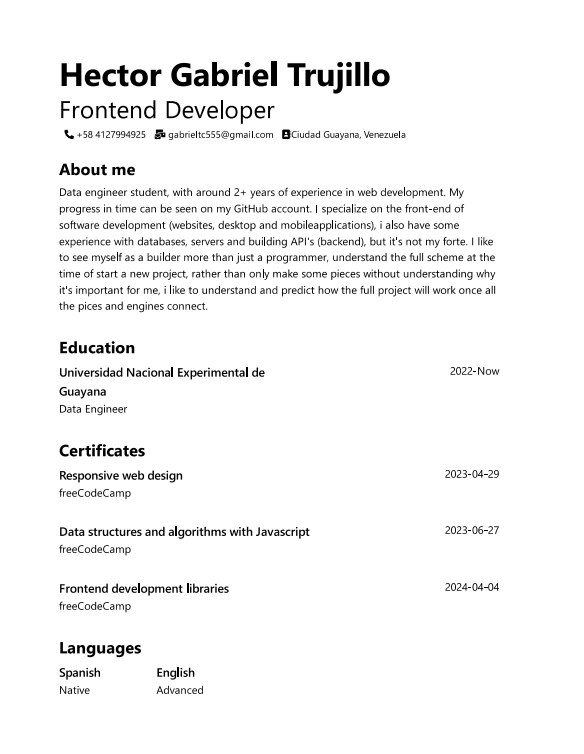 Hector Gabriel Trujillo
Frontend Developer
+58 4127994925 gabrieltc555@gmail.com Ciudad Guayana, Venezuela
About me
Data engineer student, with around 2+ years of experience in web development. My
progress in time can be seen on my GitHub account. I specialize on the front-end of
software development (websites, desktop and mobileapplications), i also have some
experience with databases, servers and building API's (backend), but it's not my forte. I like
to see myself as a builder more than just a programmer, understand the full scheme at the
time of start a new project, rather than only make some pieces without understanding why
it's important for me, i like to understand and predict how the full project will work once all
the pices and engines connect.
Education
Universidad Nacional Experimental de 2022-Now
Guayana
Data Engineer
Certificates
Responsive web design 2023-04-29
freeCodeCamp
Data structures and algorithms with Javascript 2023-06-27
freeCodeCamp
Frontend development libraries 2024-04-04
freeCodeCamp
Languages
Spanish English
Native Advanced